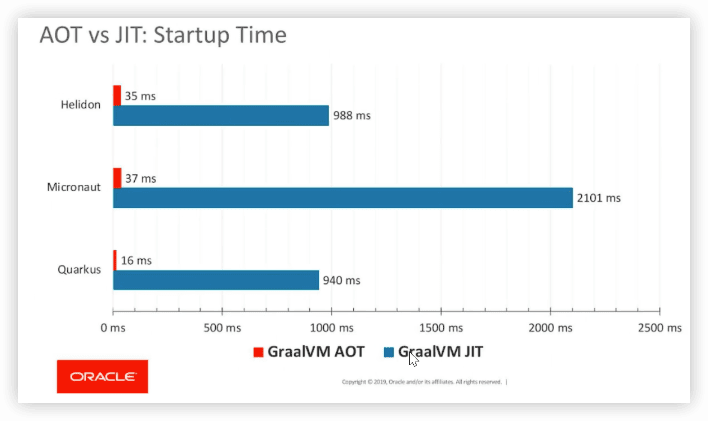 AOT vs JIT: Startup Time
Helidon
35 ms
988 ms
Micronaut
37 ms
2101 ms
Quarkus
16 ms
940 ms
0 ms 500 ms 1000 ms 1500 ms 2000 ms 2500 ms
GraalVM AOT GraalVM JIT
ORACLE
Copyright © 2019, Oracle and/or its affiliates. All rights reserved. |